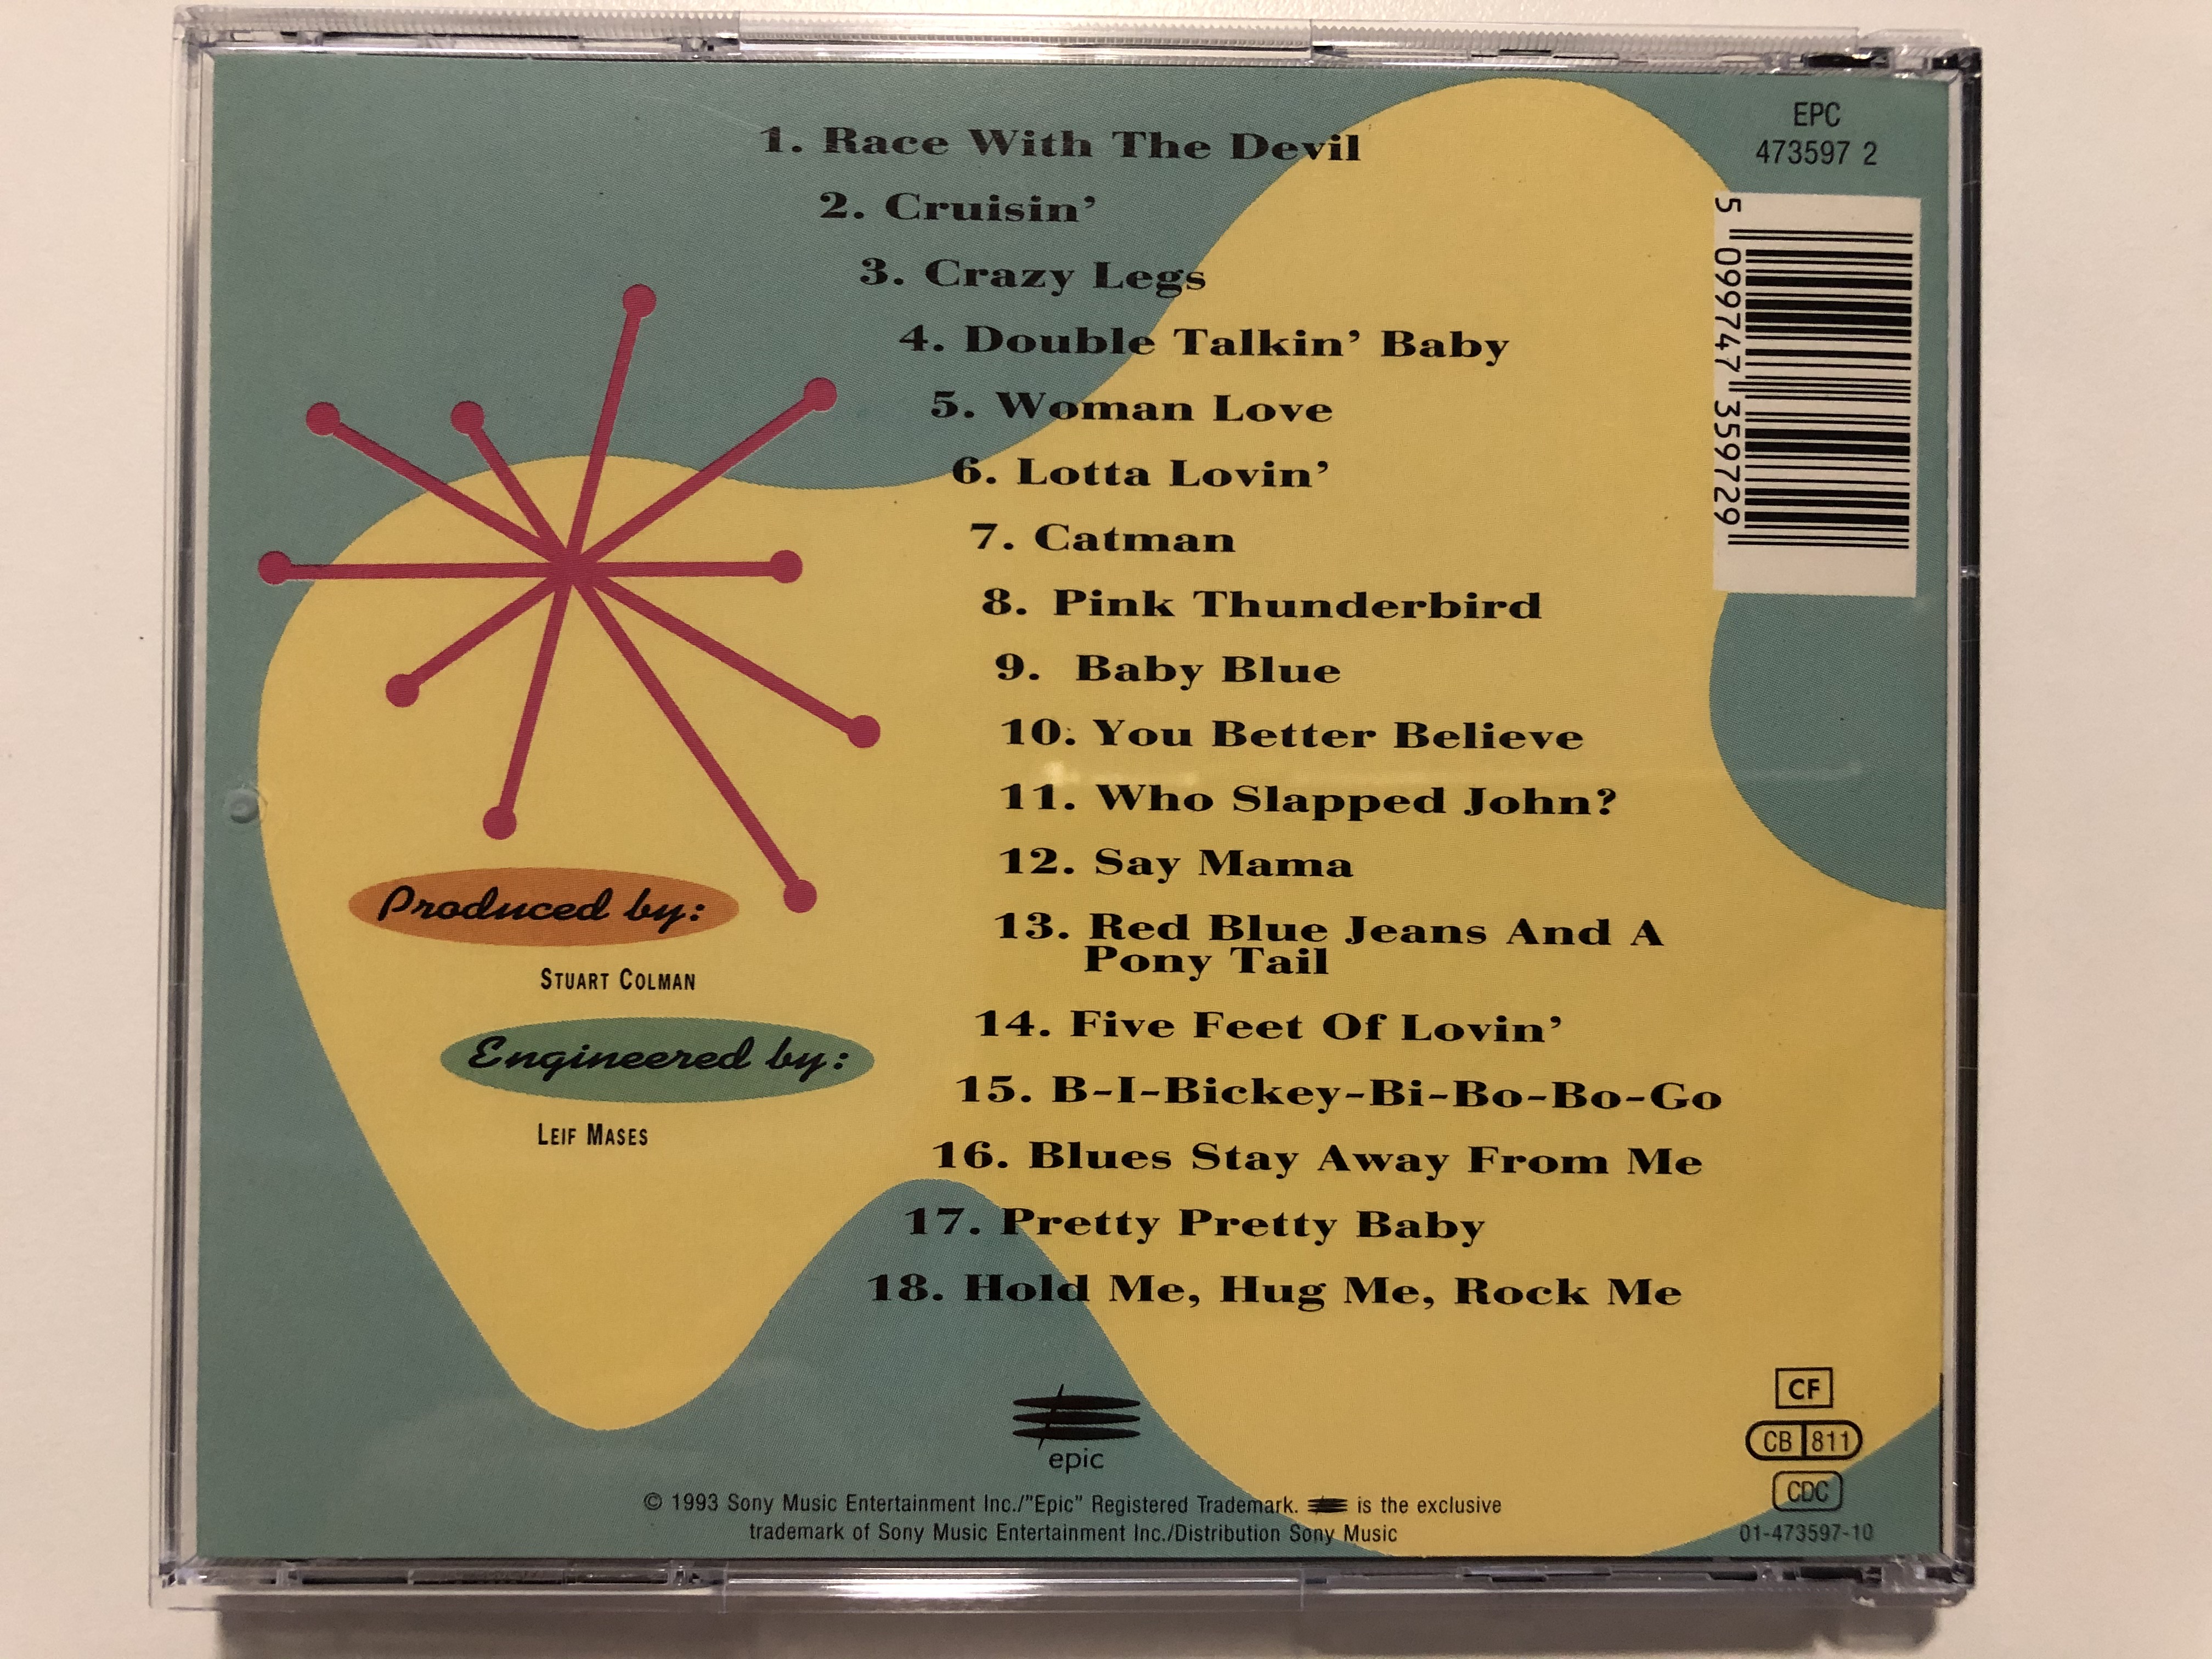 EPC
473597 2
1. Race With The Devil
2. Cruisin’
3. Crazy Legs
4. Double Talkin’ Baby
5. Woman Love
6. Lotta Lovin’
7. Catman
8. Pink Thunderbird
9. Baby Blue
10. You Better Believe
11. Who Slapped John?
12. Say Mama
13. Red Blue Jeans And A
Pony Tail
14. Five Feet Of Lovin’
15. B-I-Bickey-Bi-Bo-Bo-Go
16. Blues Stay Away From Me
17. Pretty Pretty Baby
18. Hold Me, Hug Me, Rock Me
5 099747 359729
Produced by:
STUART COLMAN
Engineered by:
LEIF MASES
epic
© 1993 Sony Music Entertainment Inc./"Epic" Registered Trademark. is the exclusive
trademark of Sony Music Entertainment Inc./Distribution Sony Music
CF
CB 811
CDC
01-473597-10